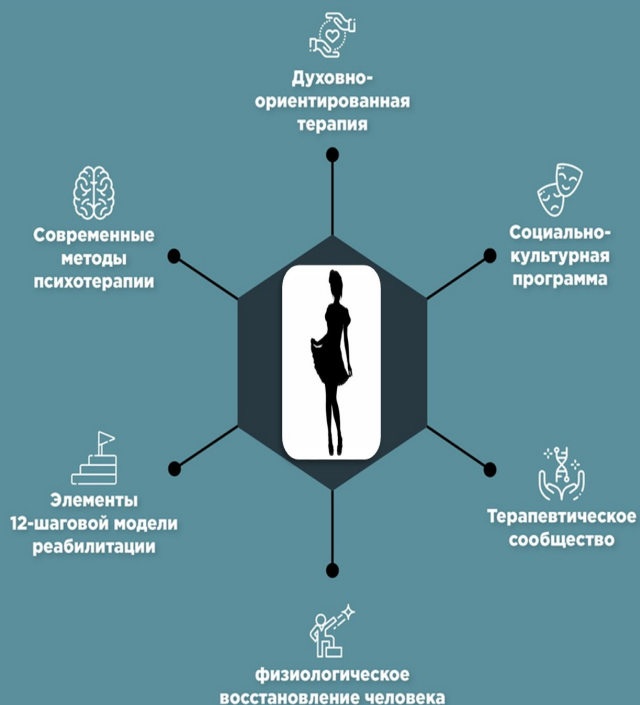 Духовно-
ориентированная
терапия
Современные
методы
психотерапии
Социально-
культурная
программа
Элементы
12-шаговой модели
реабилитации
Терапевтическое
сообщество
физиологическое
восстановление человека